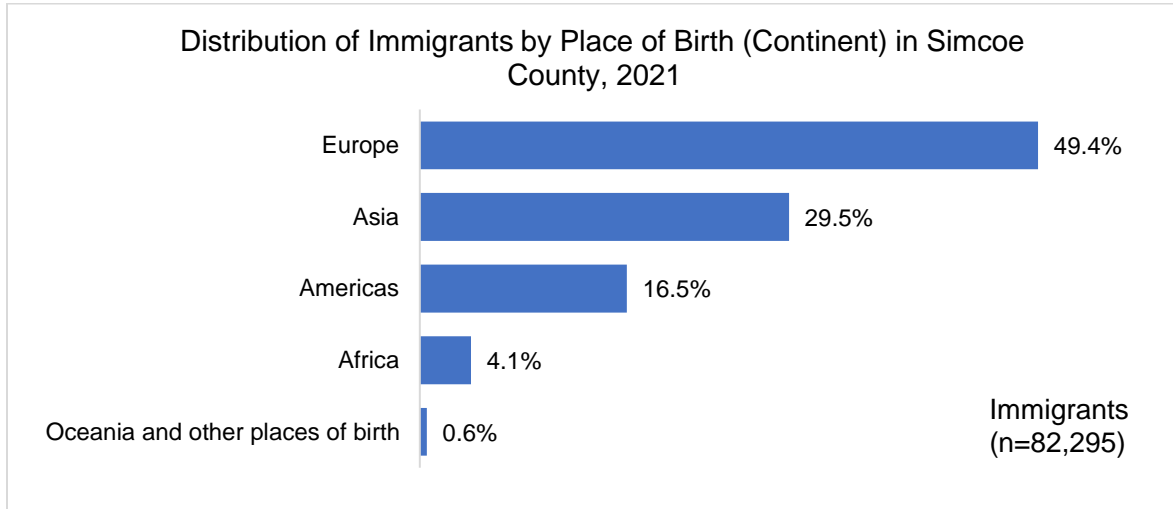 Distribution of Immigrants by Place of Birth (Continent) in Simcoe
County, 2021
Europe 49.4%
Asia 29.5%
Americas 16.5%
Africa 4.1%
Oceania and other places of birth 0.6%
Immigrants
(n=82,295)